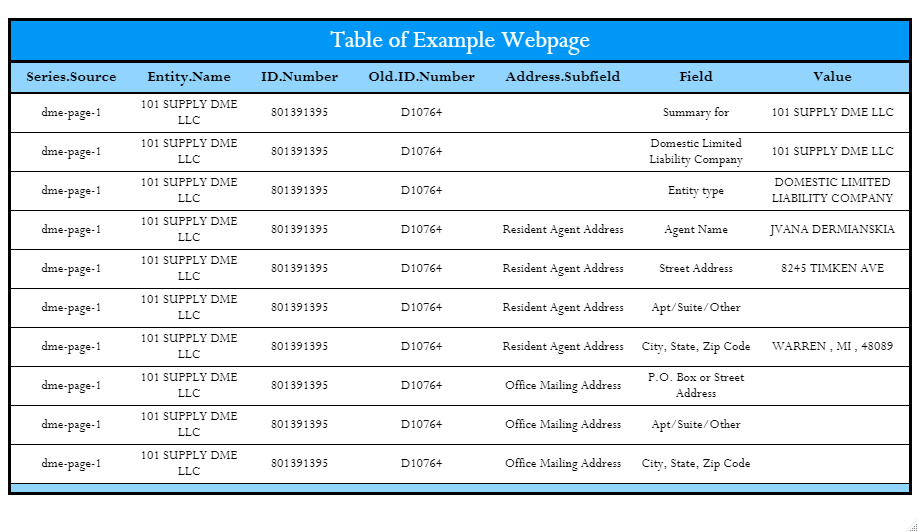 Table of Example Webpage
Series.Source Entity.Name ID.Number Old.ID.Number Address.Subfield Field Value
dme-page-1 101 SUPPLY DME LLC 801391395 D10764 Summary for 101 SUPPLY DME LLC
dme-page-1 101 SUPPLY DME LLC 801391395 D10764 Domestic Limited Liability Company 101 SUPPLY DME LLC
dme-page-1 101 SUPPLY DME LLC 801391395 D10764 Entity type DOMESTIC LIMITED LIABILITY COMPANY
dme-page-1 101 SUPPLY DME LLC 801391395 D10764 Resident Agent Address Agent Name JVANA DERMIANSKIA
dme-page-1 101 SUPPLY DME LLC 801391395 D10764 Resident Agent Address Street Address 8245 TIMKEN AVE
dme-page-1 101 SUPPLY DME LLC 801391395 D10764 Resident Agent Address Apt/Suite/Other
dme-page-1 101 SUPPLY DME LLC 801391395 D10764 Resident Agent Address City, State, Zip Code WARREN , MI , 48089
dme-page-1 101 SUPPLY DME LLC 801391395 D10764 Office Mailing Address P.O. Box or Street Address
dme-page-1 101 SUPPLY DME LLC 801391395 D10764 Office Mailing Address Apt/Suite/Other
dme-page-1 101 SUPPLY DME LLC 801391395 D10764 Office Mailing Address City, State, Zip Code